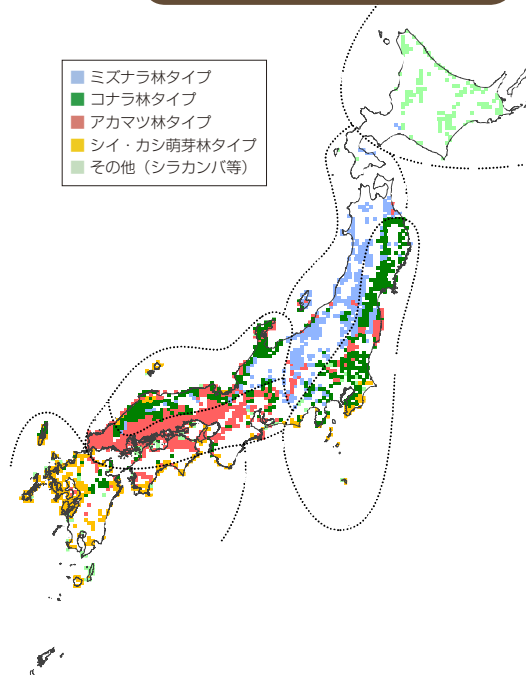 ミズナラ林タイプ
コナラ林タイプ
アカマツ林タイプ
シイ・カシ萌芽林タイプ
その他（シラカンバ等）